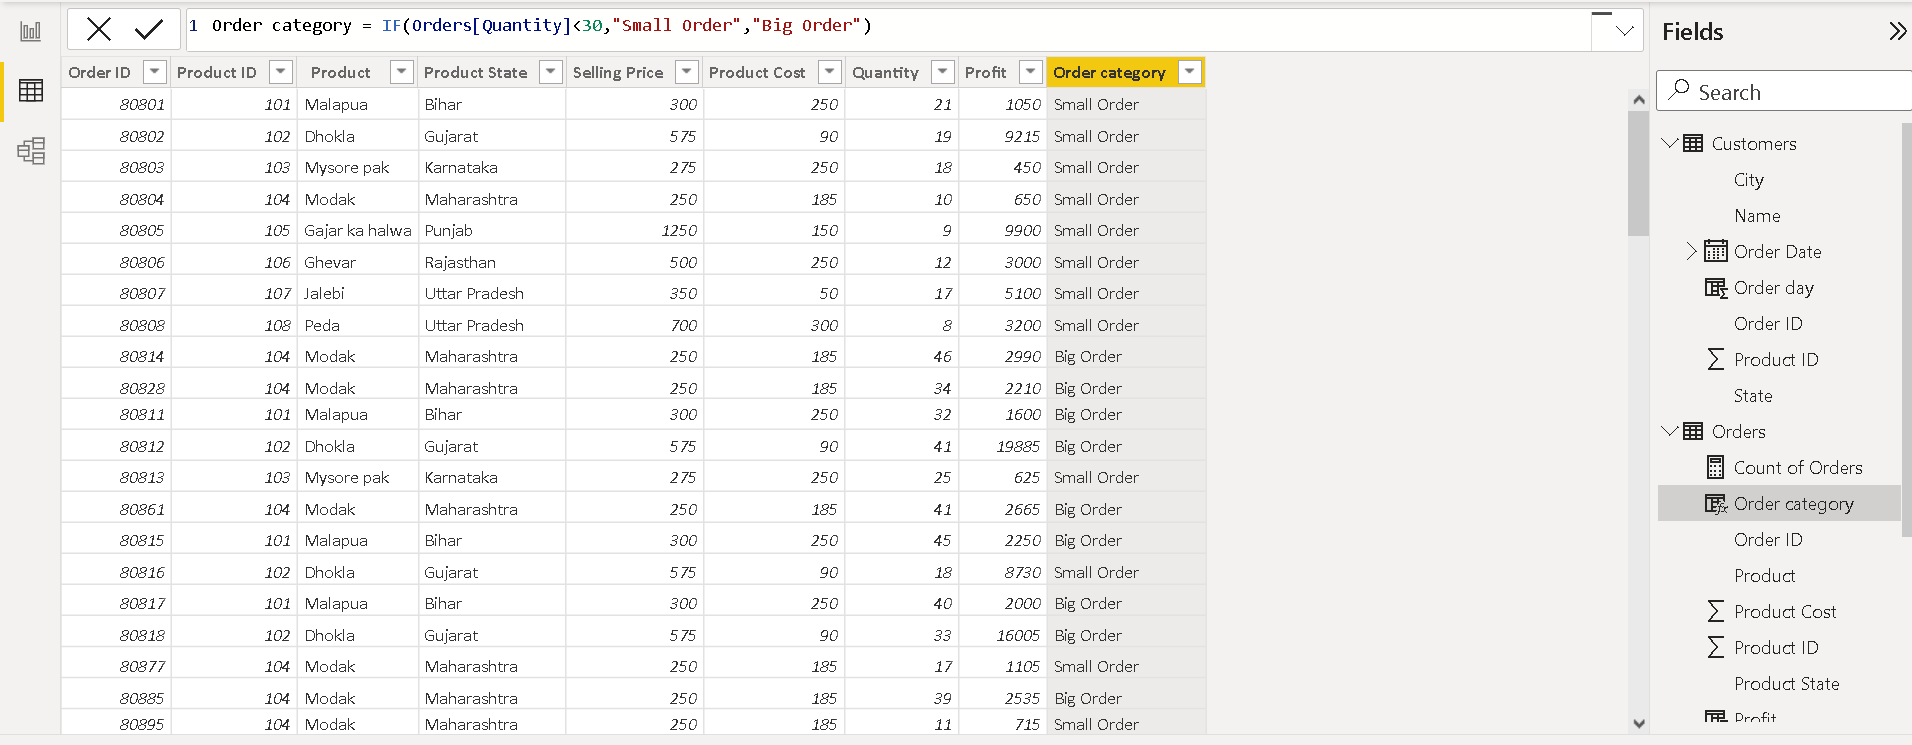 1 Order category = IF(Orders[Quantity]<30,"Small Order","Big Order")
Order ID Product ID Product Product State Selling Price Product Cost Quantity Profit Order category
80801 101 Malapua Bihar 300 250 21 1050 Small Order
80802 102 Dhokla Gujarat 575 90 19 9215 Small Order
80803 103 Mysore pak Karnataka 275 250 18 450 Small Order
80804 104 Modak Maharashtra 250 185 10 650 Small Order
80805 105 Gajar ka halwa Punjab 1250 150 9 9900 Small Order
80806 106 Ghevar Rajasthan 500 250 12 3000 Small Order
80807 107 Jalebi Uttar Pradesh 350 50 17 5100 Small Order
80808 108 Peda Uttar Pradesh 700 300 8 3200 Small Order
80814 104 Modak Maharashtra 250 185 46 2990 Big Order
80828 104 Modak Maharashtra 250 185 34 2210 Big Order
80811 101 Malapua Bihar 300 250 32 1600 Big Order
80812 102 Dhokla Gujarat 575 90 41 19885 Big Order
80813 103 Mysore pak Karnataka 275 250 25 625 Small Order
80861 104 Modak Maharashtra 250 185 41 2665 Big Order
80815 101 Malapua Bihar 300 250 45 2250 Big Order
80816 102 Dhokla Gujarat 575 90 18 8730 Small Order
80817 101 Malapua Bihar 300 250 40 2000 Big Order
80818 102 Dhokla Gujarat 575 90 33 16005 Big Order
80877 104 Modak Maharashtra 250 185 17 1105 Small Order
80885 104 Modak Maharashtra 250 185 39 2535 Big Order
80895 104 Modak Maharashtra 250 185 11 715 Small Order
Fields
Search
Customers
City
Name
Order Date
Order day
Order ID
Product ID
State
Orders
Count of Orders
Order category
Order ID
Product
Product Cost
Product ID
Product State
Profit